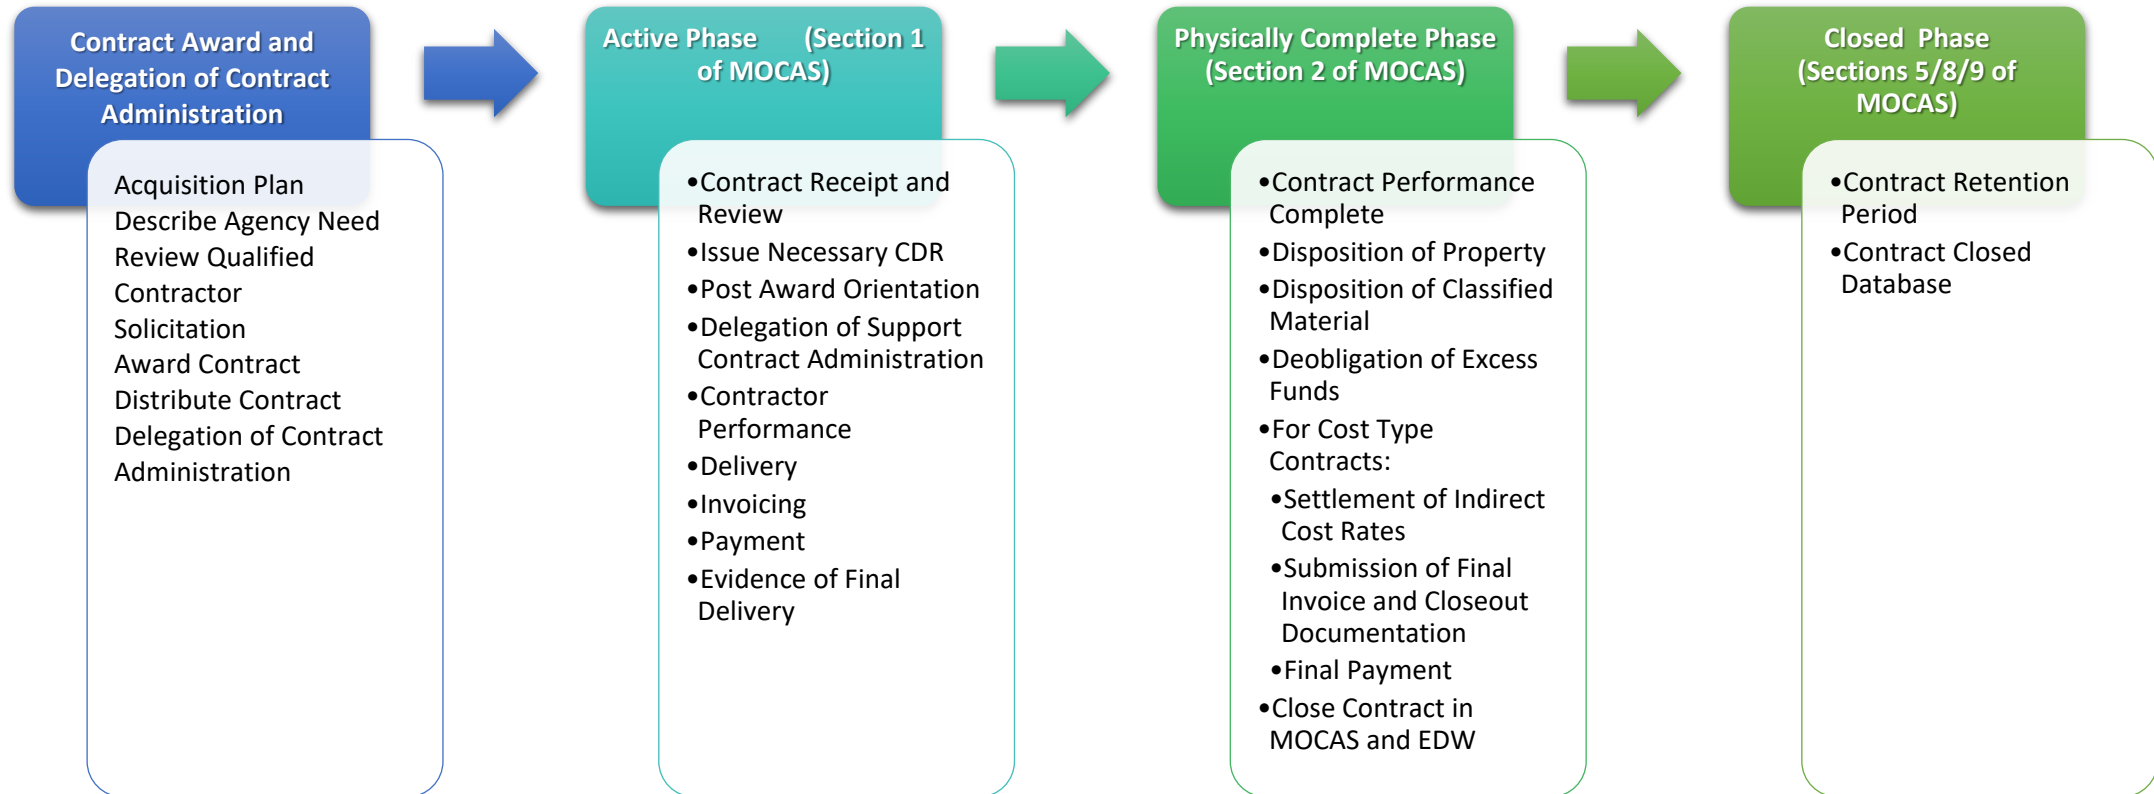 Contract Award and
Delegation of Contract
Administration
Acquisition Plan
Describe Agency Need
Review Qualified
Contractor
Solicitation
Award Contract
Distribute Contract
Delegation of Contract
Administration
Active Phase (Section 1
of MOCAS)
•Contract Receipt and
Review
•Issue Necessary CDR
•Post Award Orientation
•Delegation of Support
Contract Administration
•Contractor
Performance
•Delivery
•Invoicing
•Payment
•Evidence of Final
Delivery
Physically Complete Phase
(Section 2 of MOCAS)
•Contract Performance
Complete
•Disposition of Property
•Disposition of Classified
Material
•Deobligation of Excess
Funds
•For Cost Type
Contracts:
•Settlement of Indirect
Cost Rates
•Submission of Final
Invoice and Closeout
Documentation
•Final Payment
•Close Contract in
MOCAS and EDW
Closed Phase
(Sections 5/8/9 of
MOCAS)
•Contract Retention
Period
•Contract Closed
Database